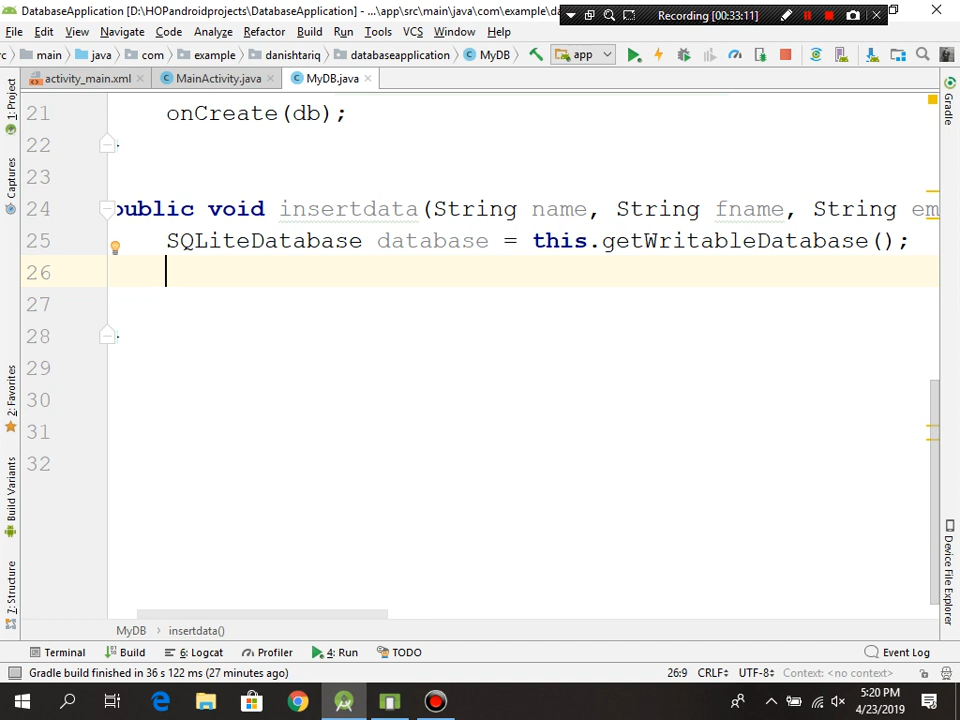 DatabaseApplication [D:\HOPandroidprojects\DatabaseApplication] - ...\app\src\main\java\com\example\da
Recording [00:33:11]
File Edit View Navigate Code Analyze Refactor Build Run Tools VCS Window Help
rc main java com example danishtariq databaseapplication MyDB app
activity_main.xml MainActivity.java MyDB.java
21 onCreate(db);
22
23
24 public void insertdata(String name, String fname, String em
25 SQLiteDatabase database = this.getWritableDatabase();
26
27
28
29
30
31
32
1: Project
Captures
2: Favorites
Build Variants
7: Structure
Gradle
Device File Explorer
MyDB › insertdata()
Terminal Build 6: Logcat Profiler 4: Run TODO Event Log
Gradle build finished in 36 s 122 ms (27 minutes ago) 26:9 CRLF UTF-8 Context: <no context>
5:20 PM
4/23/2019